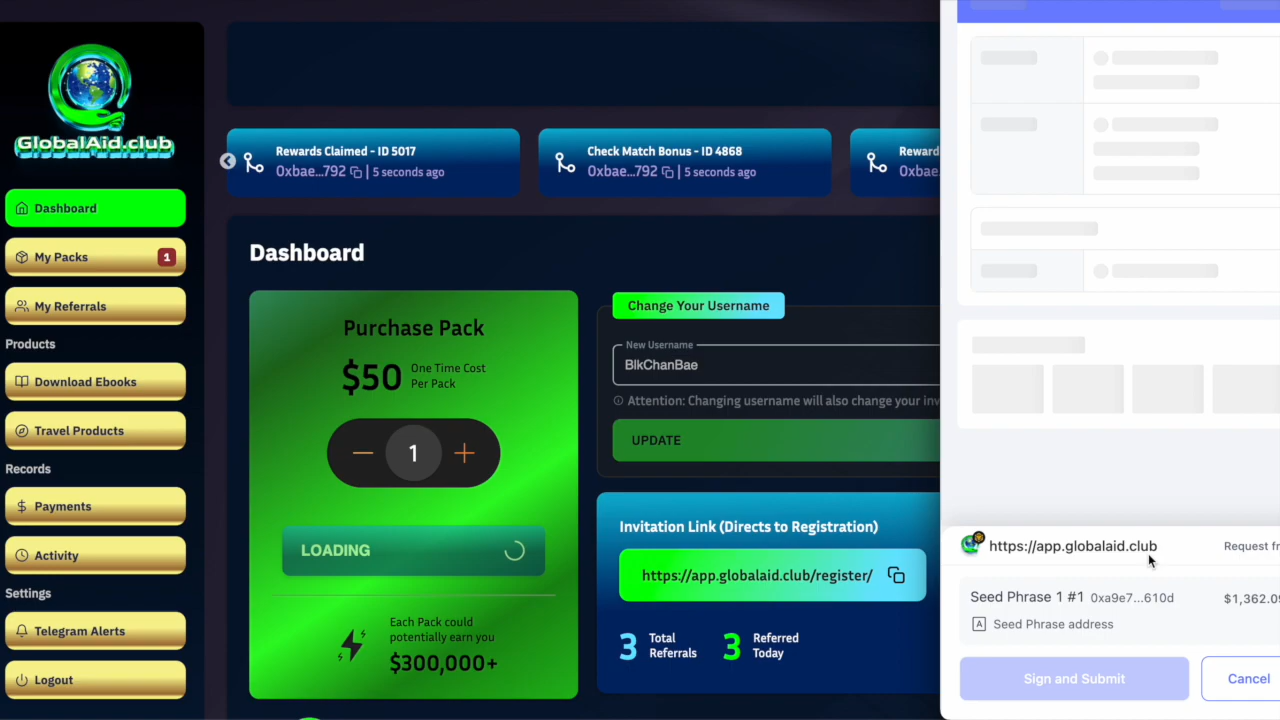 GlobalAid.club
Dashboard
My Packs
1
My Referrals
Products
Download Ebooks
Travel Products
Records
Payments
Activity
Settings
Telegram Alerts
Logout
Rewards Claimed - ID 5017
0xbae...792 | 5 seconds ago
Check Match Bonus - ID 4868
0xbae...792 | 5 seconds ago
Reward
0xbae...
Dashboard
Purchase Pack
$50
One Time Cost
Per Pack
1
LOADING
Each Pack could
potentially earn you
$300,000+
Change Your Username
New Username
BlkChanBae
Attention: Changing username will also change your inv
UPDATE
Invitation Link (Directs to Registration)
https://app.globalaid.club/register/
3 Total
Referrals
3 Referred
Today
https://app.globalaid.club
Request fr
Seed Phrase 1 #1 0xa9e7...610d
$1,362.09
A Seed Phrase address
Sign and Submit
Cancel